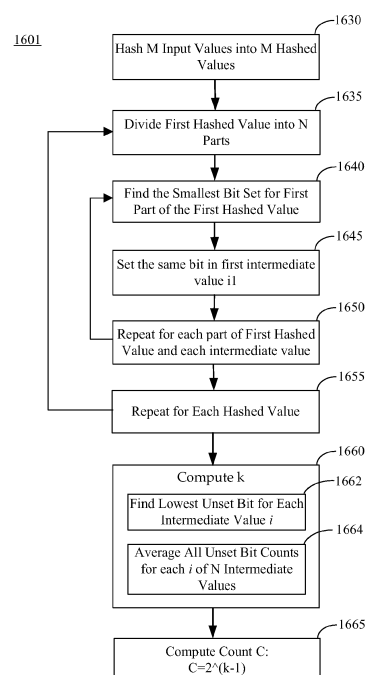 1601
1630
Hash M Input Values into M Hashed
Values
1635
Divide First Hashed Value into N
Parts
1640
Find the Smallest Bit Set for First
Part of the First Hashed Value
1645
Set the same bit in first intermediate
value i1
1650
Repeat for each part of First Hashed
Value and each intermediate value
1655
Repeat for Each Hashed Value
1660
Compute k
1662
Find Lowest Unset Bit for Each
Intermediate Value i
1664
Average All Unset Bit Counts
for each i of N Intermediate
Values
1665
Compute Count C:
C=2^(k-1)